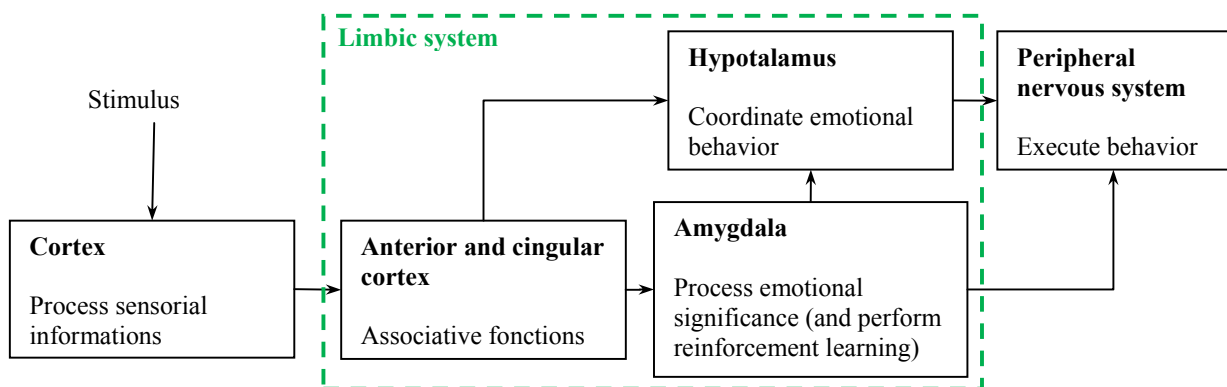 Limbic system
Stimulus
Cortex
Process sensorial
informations
Anterior and cingular
cortex
Associative fonctions
Hypotalamus
Coordinate emotional
behavior
Amygdala
Process emotional
significance (and perform
reinforcement learning)
Peripheral
nervous system
Execute behavior